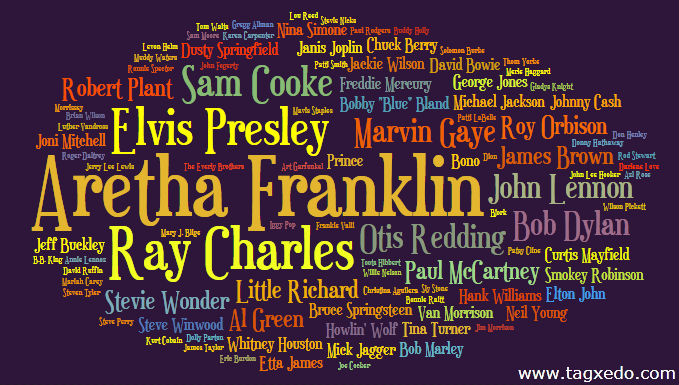 Lou Reed
Stevie Nicks
Tom Waits
Gregg Allman
Nina Simone
Paul Rodgers
Buddy Holly
Sam Moore
Karen Carpenter
Levon Helm
Dusty Springfield
Janis Joplin
Chuck Berry
Solomon Burke
Muddy Waters
Ronnie Spector
John Fogerty
Patti Smith
Jackie Wilson
David Bowie
Thom Yorke
Merle Haggard
Robert Plant
Sam Cooke
Freddie Mercury
George Jones
Gladys Knight
Morrissey
Brian Wilson
Mavis Staples
Bobby "Blue" Bland
Michael Jackson
Johnny Cash
Luther Vandross
Elvis Presley
Marvin Gaye
Patti LaBelle
Roy Orbison
Don Henley
Joni Mitchell
Donny Hathaway
Roger Daltrey
Prince
Bono
Dion
James Brown
Rod Stewart
Darlene Love
Jerry Lee Lewis
The Everly Brothers
Art Garfunkel
John Lee Hooker
Axl Rose
Aretha Franklin
John Lennon
Wilson Pickett
Mary J. Blige
Iggy Pop
Frankie Valli
Bjork
Bob Dylan
Jeff Buckley
Ray Charles
Otis Redding
Patsy Cline
Curtis Mayfield
B.B. King
Annie Lennox
Toots Hibbert
David Ruffin
Willie Nelson
Paul McCartney
Smokey Robinson
Mariah Carey
Steven Tyler
Stevie Wonder
Little Richard
Christina Aguilera
Sly Stone
Hank Williams
Elton John
Bonnie Raitt
Bruce Springsteen
Van Morrison
Neil Young
Steve Perry
Steve Winwood
Al Green
Howlin' Wolf
Tina Turner
Jim Morrison
Kurt Cobain
Dolly Parton
James Taylor
Whitney Houston
Mick Jagger
Bob Marley
Eric Burdon
Etta James
Joe Cocker
www.tagxedo.com